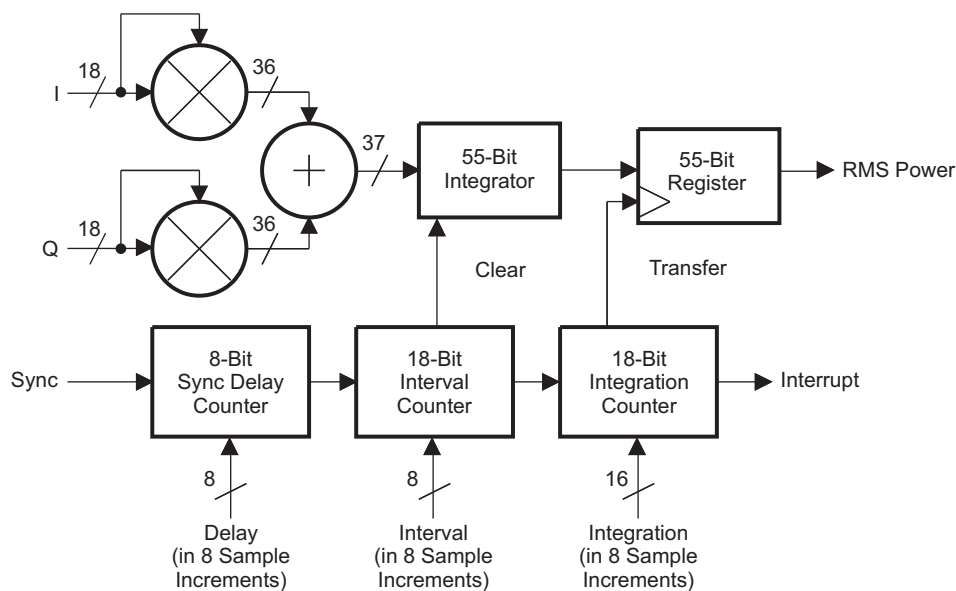 18
I
36
18
Q
36
37
55-Bit
Integrator
55-Bit
Register
RMS Power
Clear
Transfer
Sync
8-Bit
Sync Delay
Counter
18-Bit
Interval
Counter
18-Bit
Integration
Counter
Interrupt
8
8
16
Delay
(in 8 Sample
Increments)
Interval
(in 8 Sample
Increments)
Integration
(in 8 Sample
Increments)